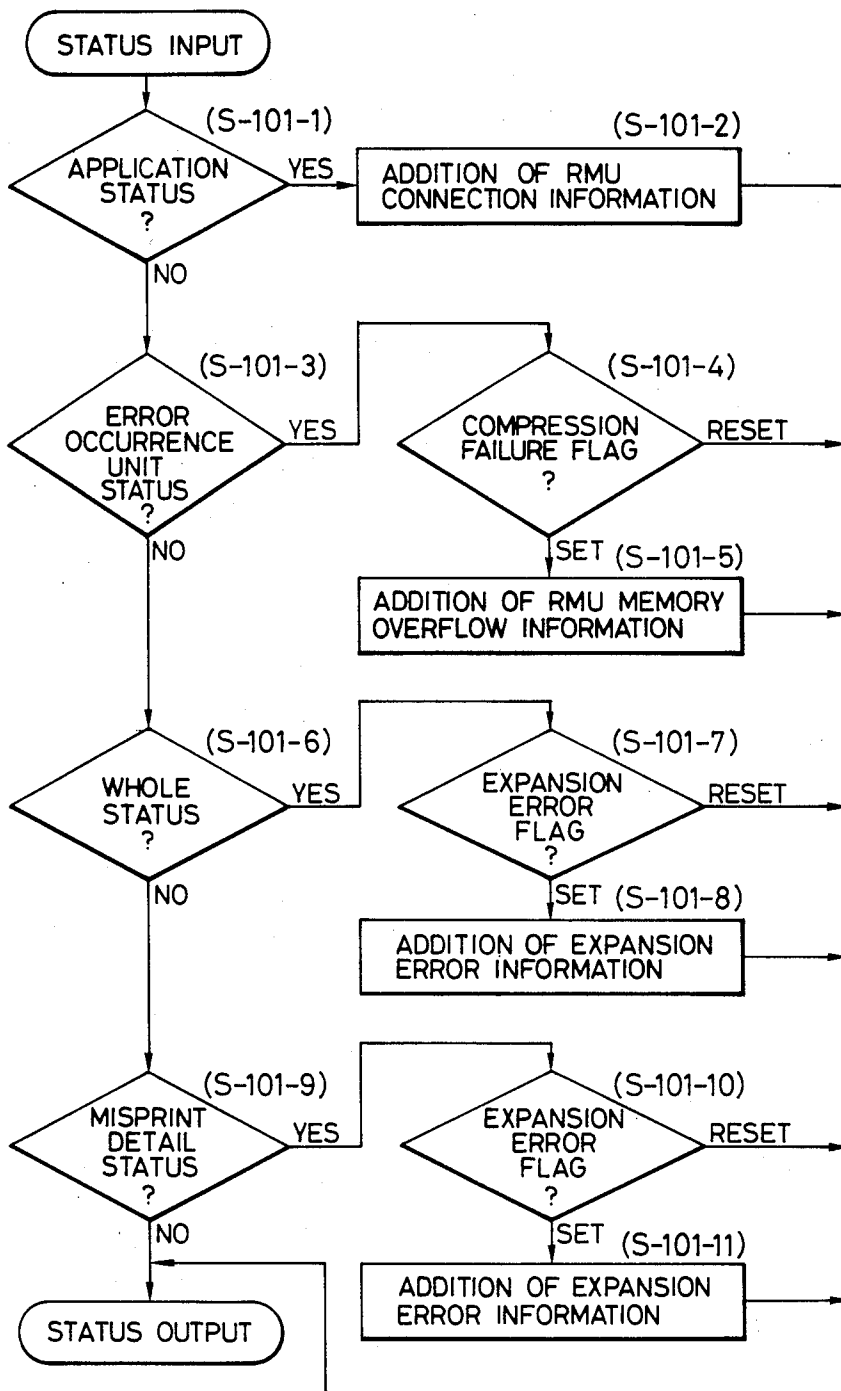 STATUS INPUT
(S-101-1)
APPLICATION
STATUS
?
YES
NO
(S-101-2)
ADDITION OF RMU
CONNECTION INFORMATION
(S-101-3)
ERROR
OCCURRENCE
UNIT
STATUS
?
YES
NO
(S-101-4)
COMPRESSION
FAILURE FLAG
?
RESET
SET
(S-101-5)
ADDITION OF RMU MEMORY
OVERFLOW INFORMATION
(S-101-6)
WHOLE
STATUS
?
YES
NO
(S-101-7)
EXPANSION
ERROR
FLAG
?
RESET
SET
(S-101-8)
ADDITION OF EXPANSION
ERROR INFORMATION
(S-101-9)
MISPRINT
DETAIL
STATUS
?
YES
NO
(S-101-10)
EXPANSION
ERROR
FLAG
?
RESET
SET
(S-101-11)
ADDITION OF EXPANSION
ERROR INFORMATION
STATUS OUTPUT